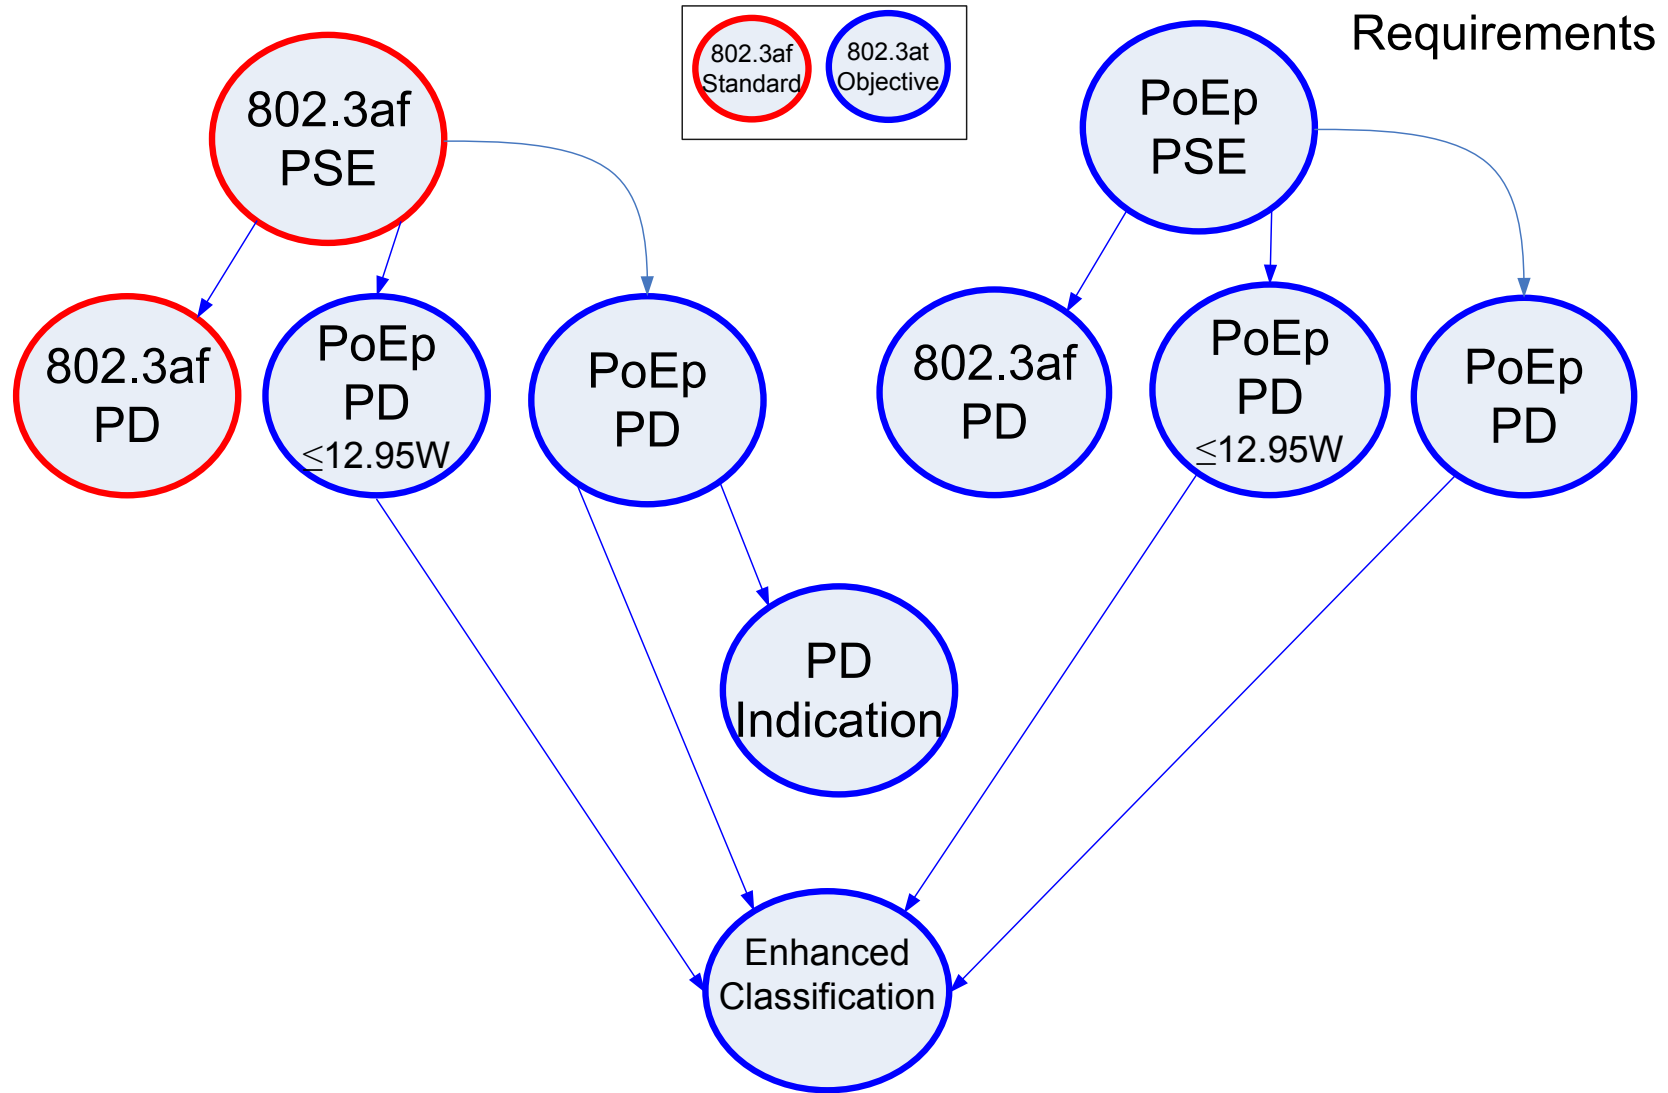 Requirements
802.3af
Standard
802.3at
Objective
802.3af
PSE
PoEp
PSE
802.3af
PD
PoEp
PD
≤12.95W
PoEp
PD
802.3af
PD
PoEp
PD
≤12.95W
PoEp
PD
PD
Indication
Enhanced
Classification